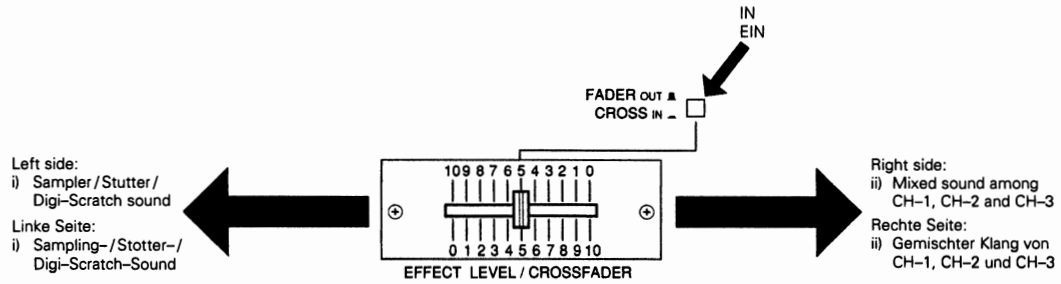 IN
EIN
FADER OUT
CROSS IN
Left side:
i) Sampler/Stutter/
Digi–Scratch sound
Linke Seite:
i) Sampling–/Stotter–/
Digi–Scratch–Sound
10 9 8 7 6 5 4 3 2 1 0
0 1 2 3 4 5 6 7 8 9 10
EFFECT LEVEL / CROSSFADER
Right side:
ii) Mixed sound among
CH–1, CH–2 and CH–3
Rechte Seite:
ii) Gemischter Klang von
CH–1, CH–2 und CH–3